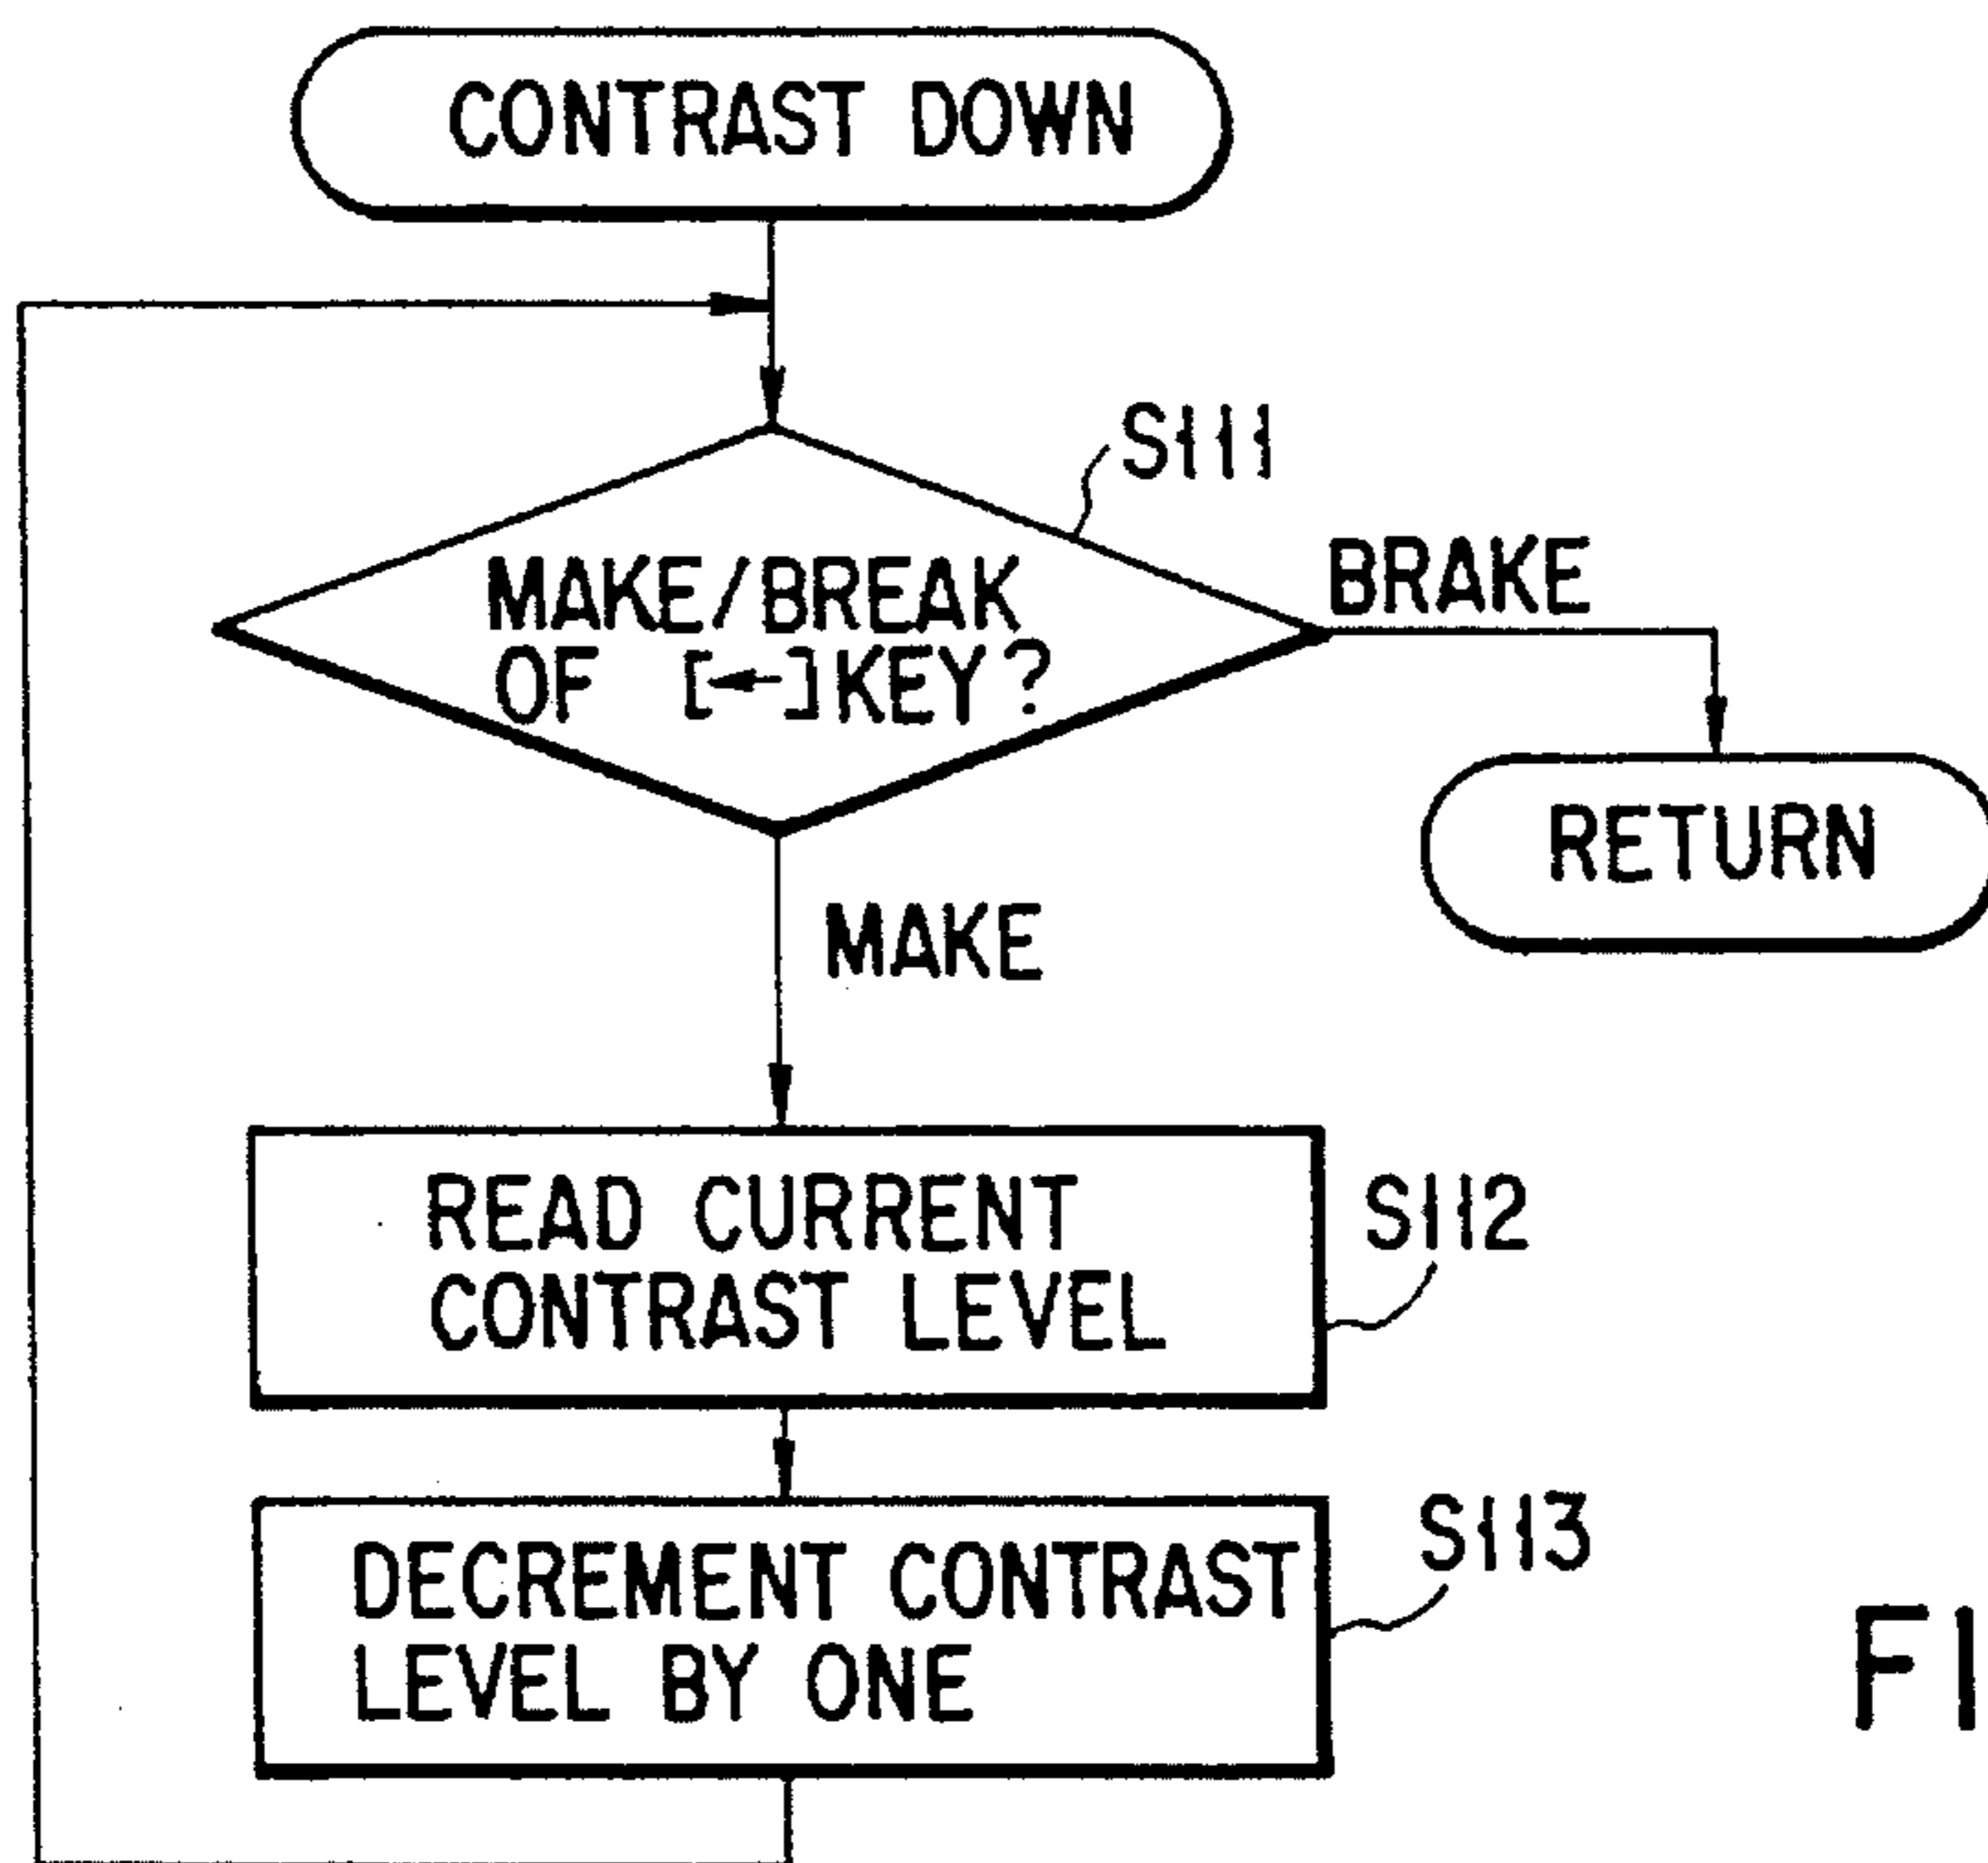 CONTRAST DOWN
S111
MAKE/BREAK
OF [←]KEY?
BRAKE
RETURN
MAKE
READ CURRENT
CONTRAST LEVEL
S112
DECREMENT CONTRAST
LEVEL BY ONE
S113
FI